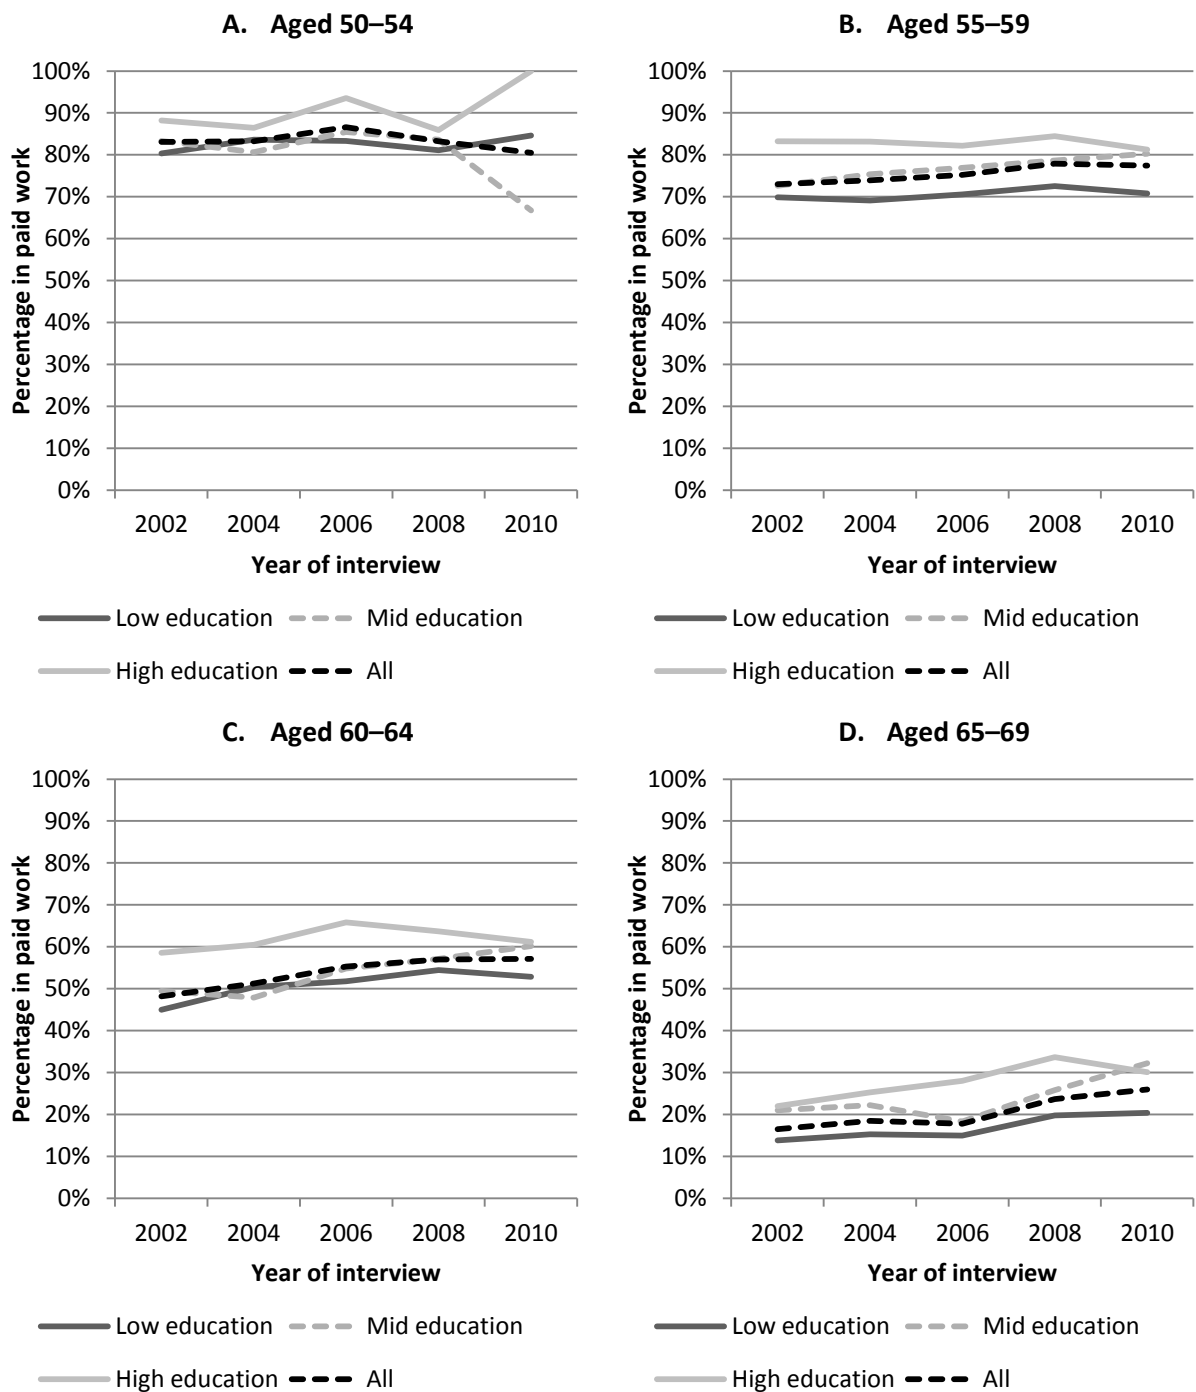 A. Aged 50–54
Percentage in paid work
100%
90%
80%
70%
60%
50%
40%
30%
20%
10%
0%
2002 2004 2006 2008 2010
Year of interview
Low education Mid education
High education All
B. Aged 55–59
Percentage in paid work
100%
90%
80%
70%
60%
50%
40%
30%
20%
10%
0%
2002 2004 2006 2008 2010
Year of interview
Low education Mid education
High education All
C. Aged 60–64
Percentage in paid work
100%
90%
80%
70%
60%
50%
40%
30%
20%
10%
0%
2002 2004 2006 2008 2010
Year of interview
Low education Mid education
High education All
D. Aged 65–69
Percentage in paid work
100%
90%
80%
70%
60%
50%
40%
30%
20%
10%
0%
2002 2004 2006 2008 2010
Year of interview
Low education Mid education
High education All